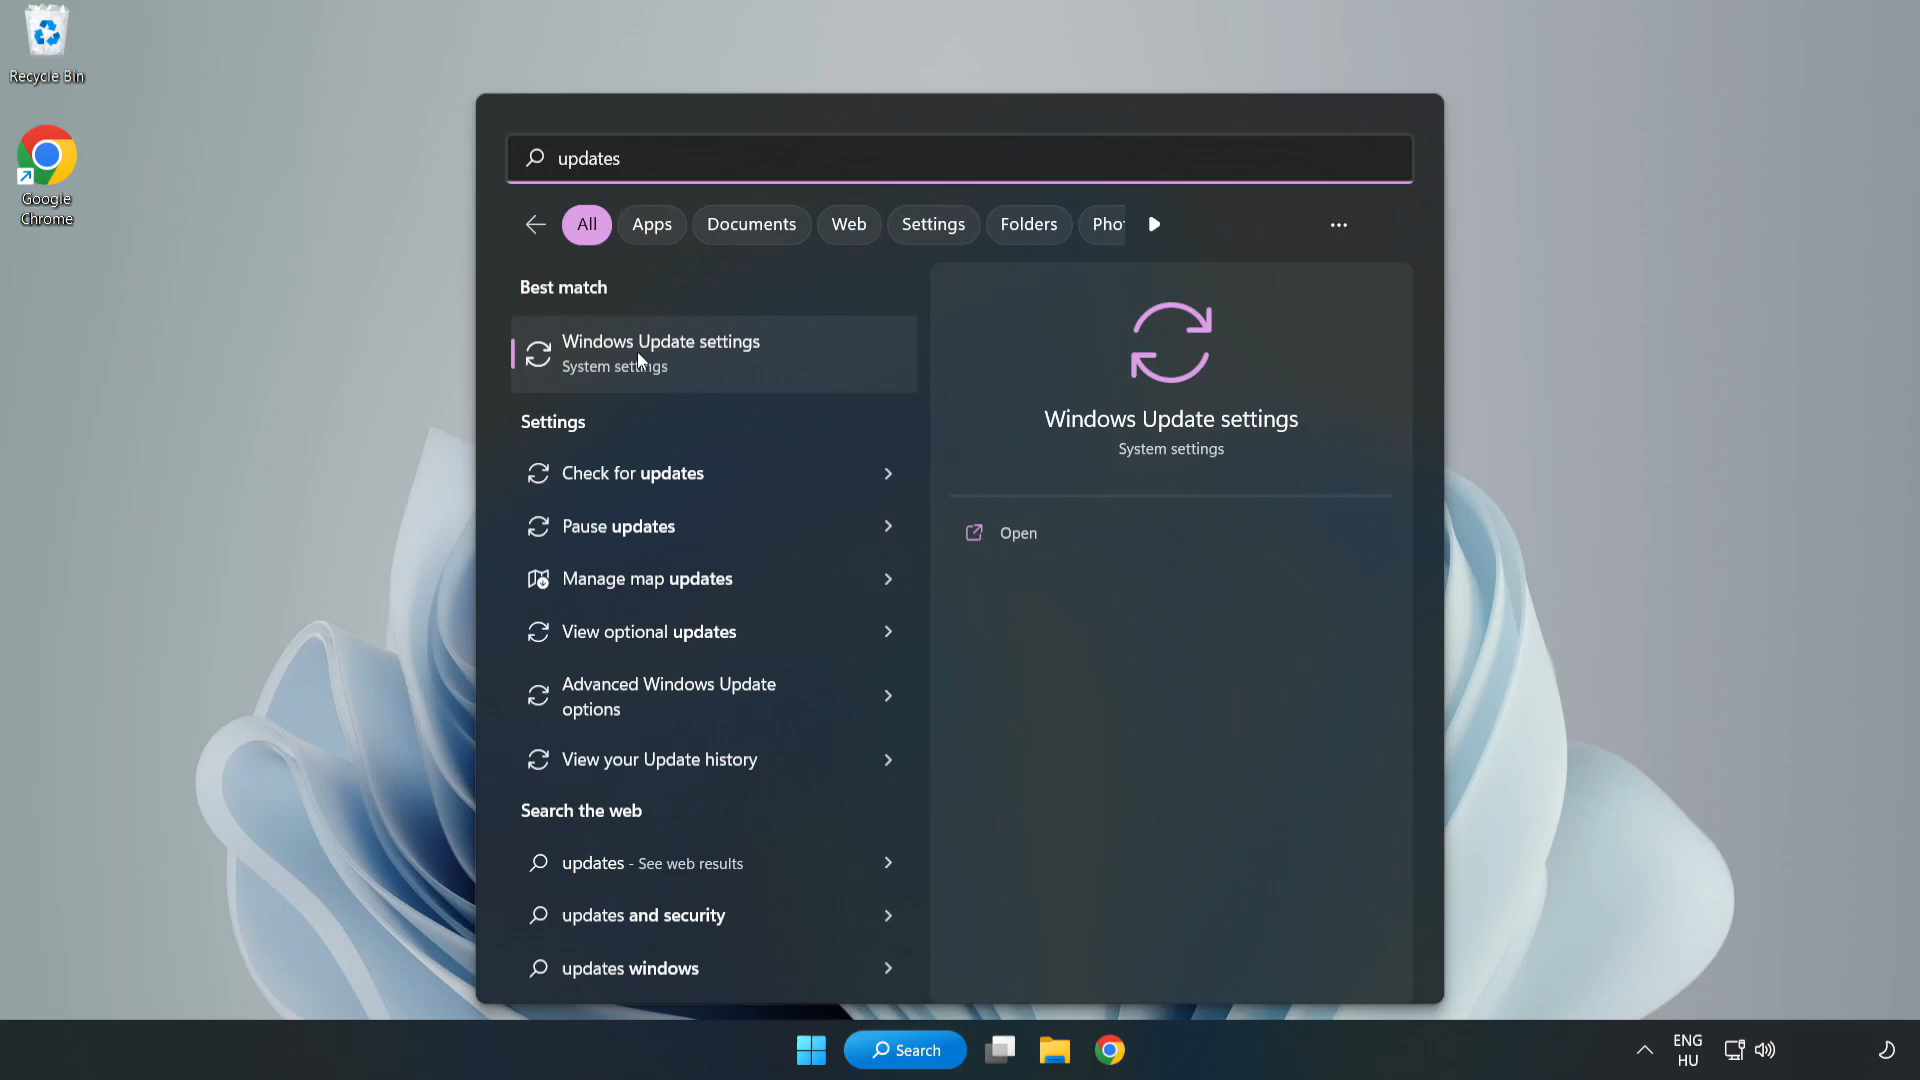 Recycle Bin
Google
Chrome
updates
All
Apps
Documents
Web
Settings
Folders
Best match
Windows Update settings
System settings
Settings
Check for updates
Pause updates
Manage map updates
View optional updates
Advanced Windows Update
options
View your Update history
Search the web
updates - See web results
updates and security
updates windows
Windows Update settings
System settings
Open
Search
ENG
HU